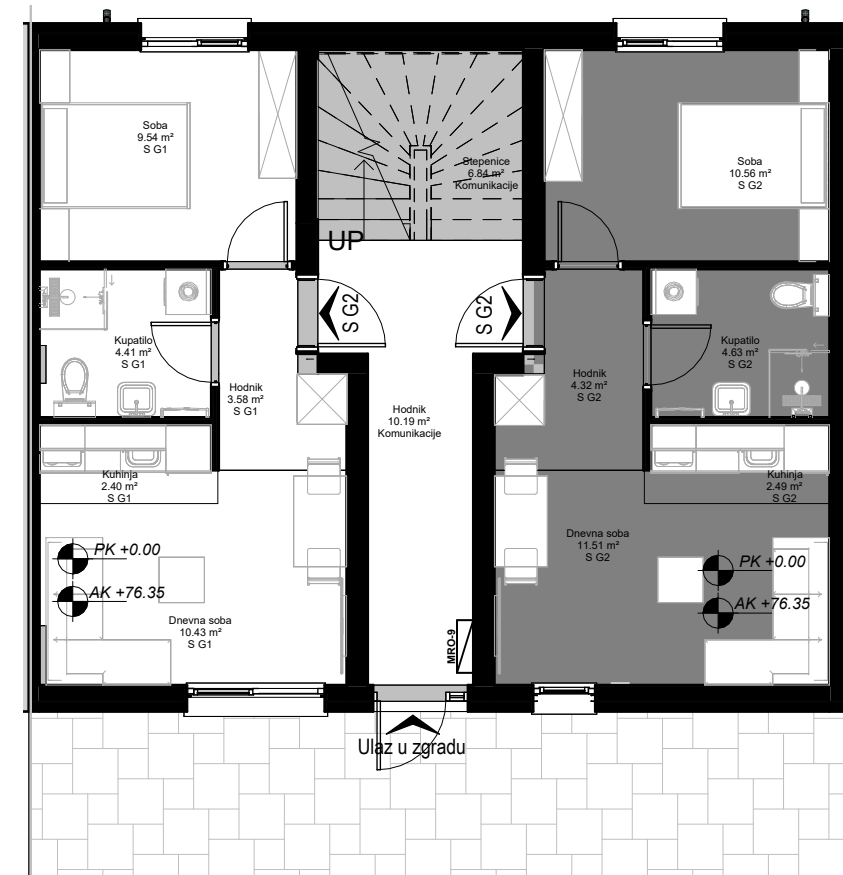 Soba
9.54 m²
S G1
Stepenice
6.84 m²
Komunikacije
Soba
10.56 m²
S G2
UP
S G2
S G2
Kupatilo
4.41 m²
S G1
Kupatilo
4.63 m²
S G2
Hodnik
3.58 m²
S G1
Hodnik
10.19 m²
Komunikacije
Hodnik
4.32 m²
S G2
Kuhinja
2.40 m²
S G1
Kuhinja
2.49 m²
S G2
Dnevna soba
11.51 m²
S G2
PK +0.00
AK +76.35
PK +0.00
AK +76.35
Dnevna soba
10.43 m²
S G1
MRO-9
Ulaz u zgradu